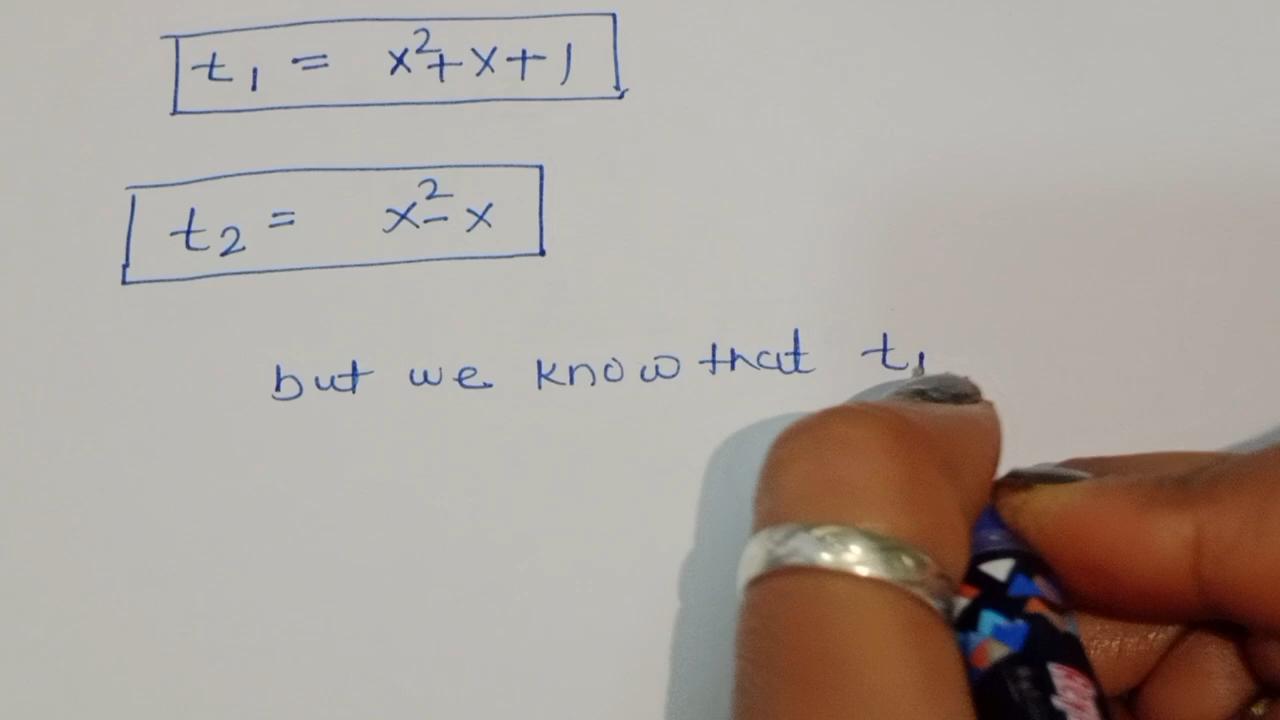 t₁ = x²+x+1
t₂ = x²-x
but we know that t₁